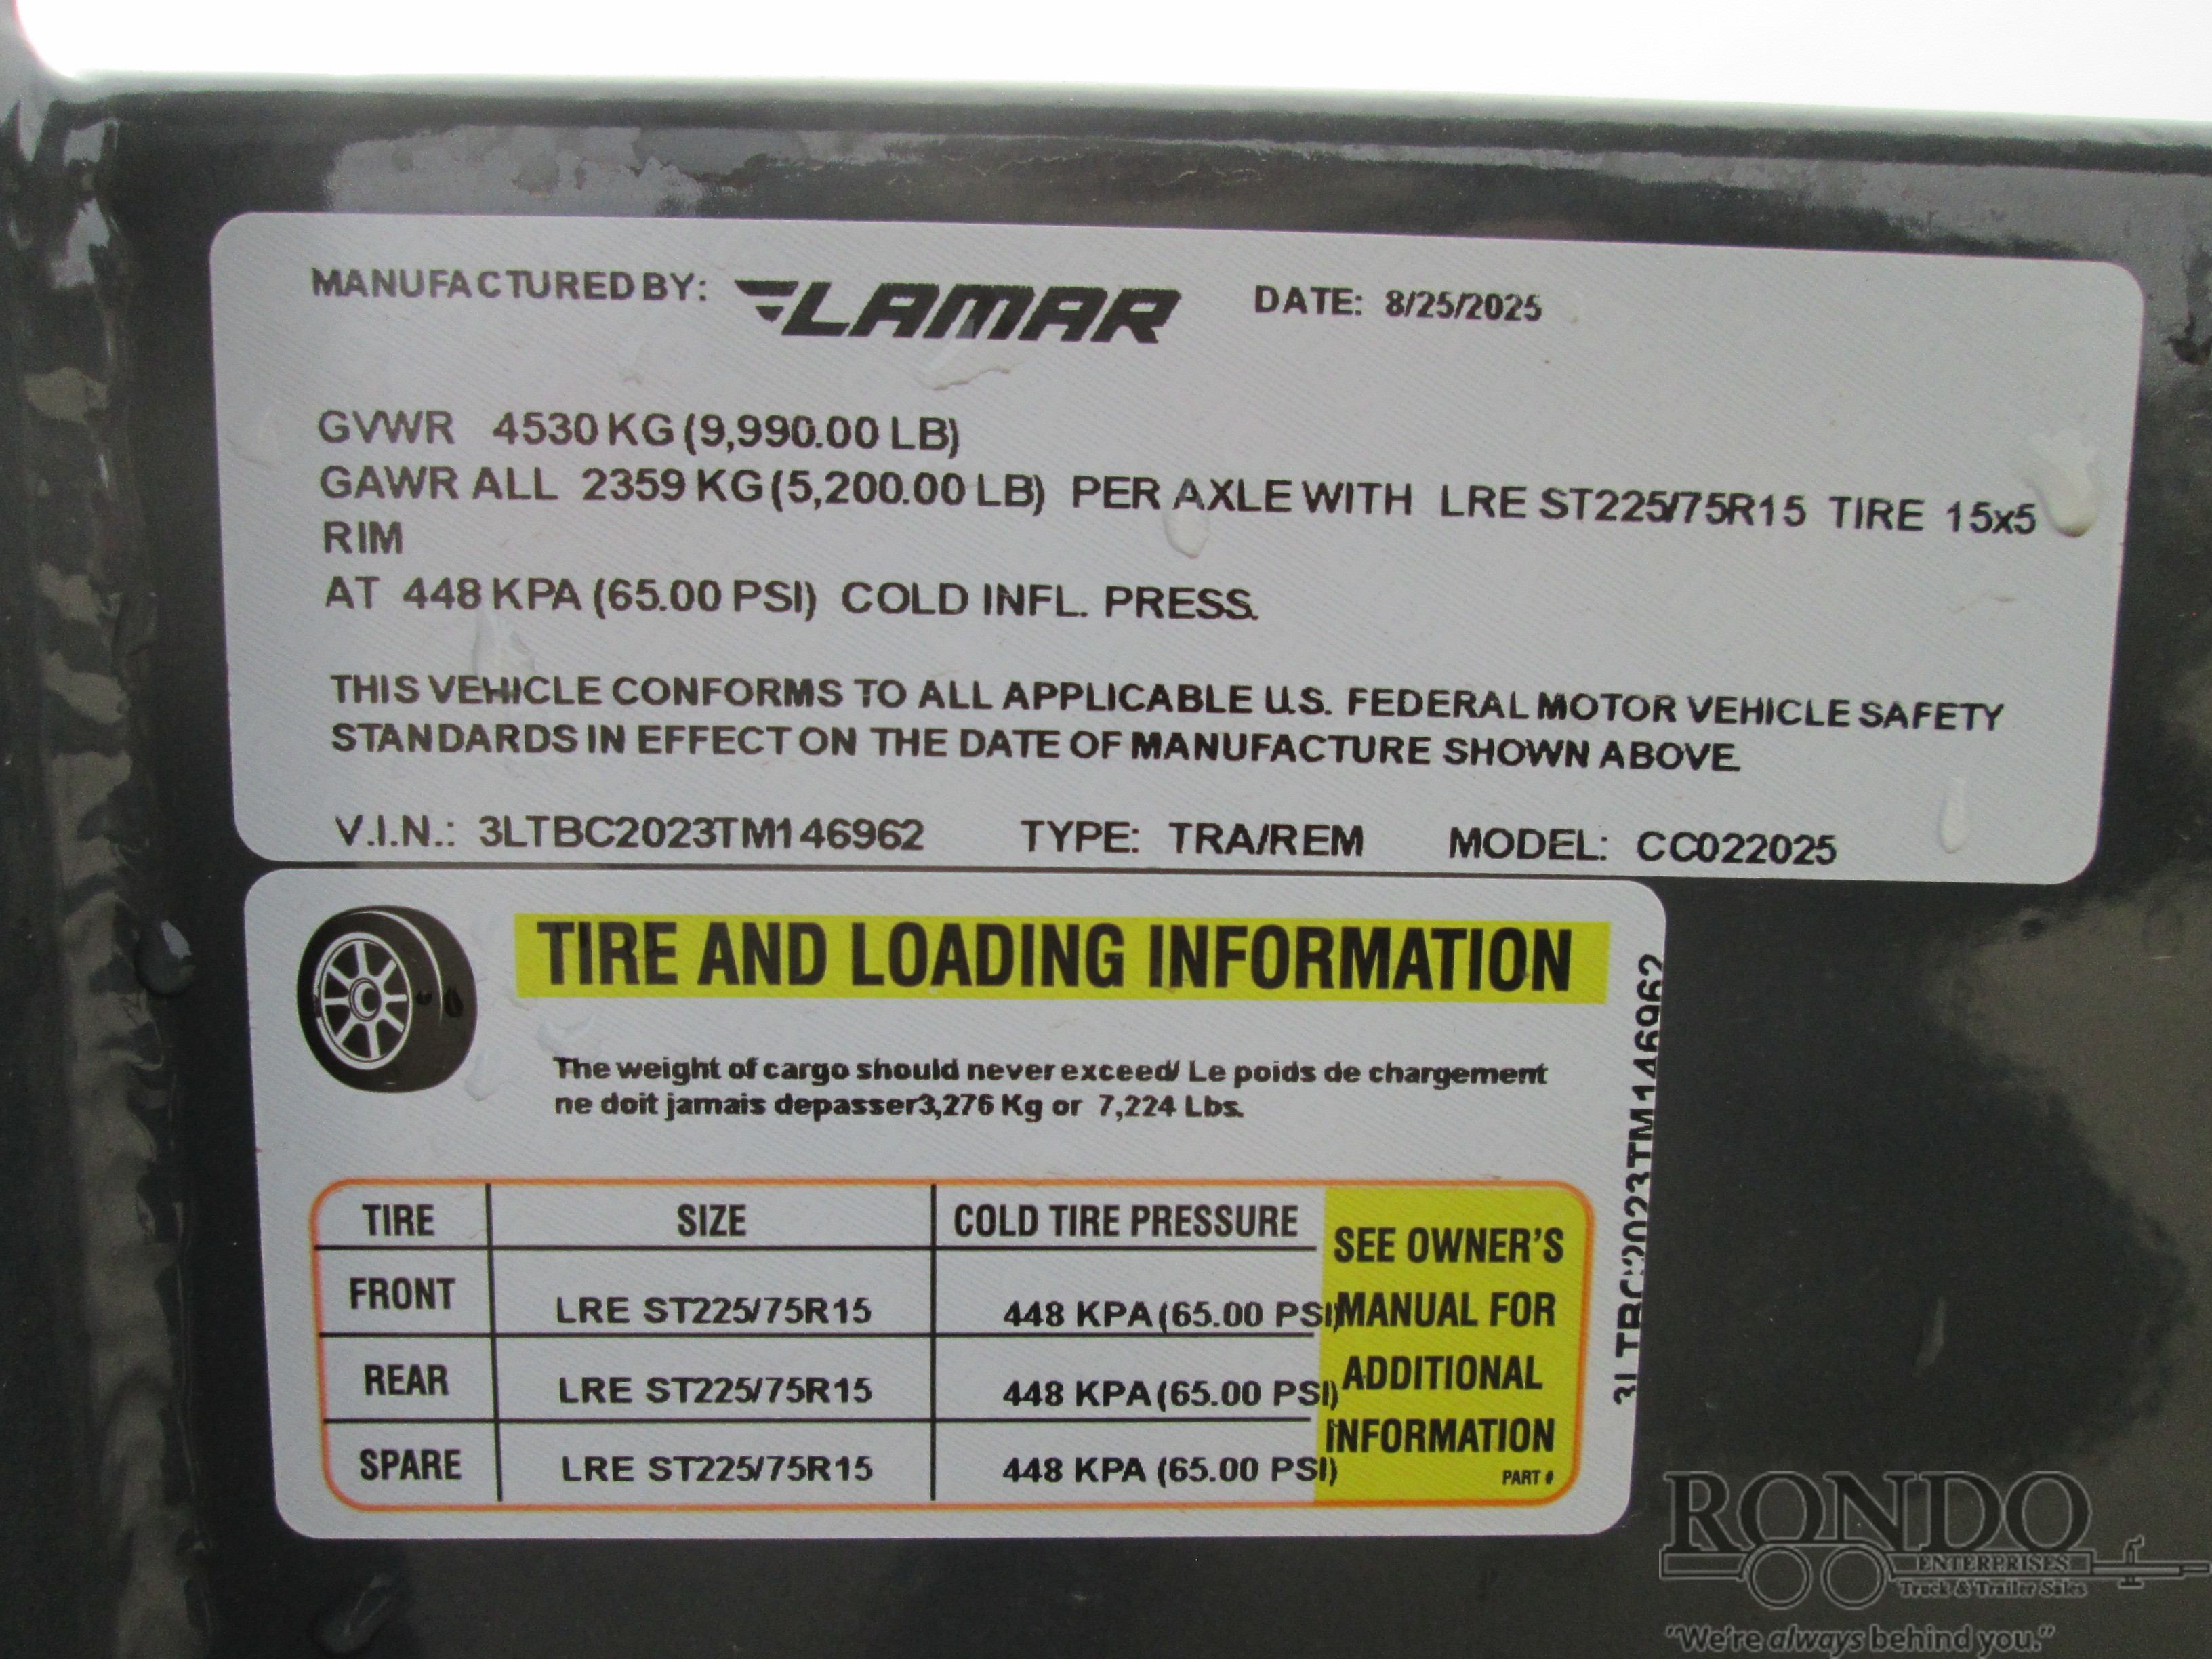 MANUFACTURED BY: LAMAR DATE: 8/25/2025
GVWR 4530 KG (9,990.00 LB)
GAWR ALL 2359 KG (5,200.00 LB) PER AXLE WITH LRE ST225/75R15 TIRE 15x5
RIM
AT 448 KPA (65.00 PSI) COLD INFL. PRESS.
THIS VEHICLE CONFORMS TO ALL APPLICABLE U.S. FEDERAL MOTOR VEHICLE SAFETY
STANDARDS IN EFFECT ON THE DATE OF MANUFACTURE SHOWN ABOVE.
V.I.N.: 3LTBC2023TM146962 TYPE: TRA/REM MODEL: CC022025
TIRE AND LOADING INFORMATION
The weight of cargo should never exceed/ Le poids de chargement
ne doit jamais depasser3,276 Kg or 7,224 Lbs.
TIRE SIZE COLD TIRE PRESSURE
FRONT LRE ST225/75R15 448 KPA (65.00 PSI)
REAR LRE ST225/75R15 448 KPA (65.00 PSI)
SPARE LRE ST225/75R15 448 KPA (65.00 PSI)
SEE OWNER'S
MANUAL FOR
ADDITIONAL
INFORMATION
PART #
3LTBC2023TM146962
RONDO
ENTERPRISES
Truck & Trailer Sales
"We're always behind you."